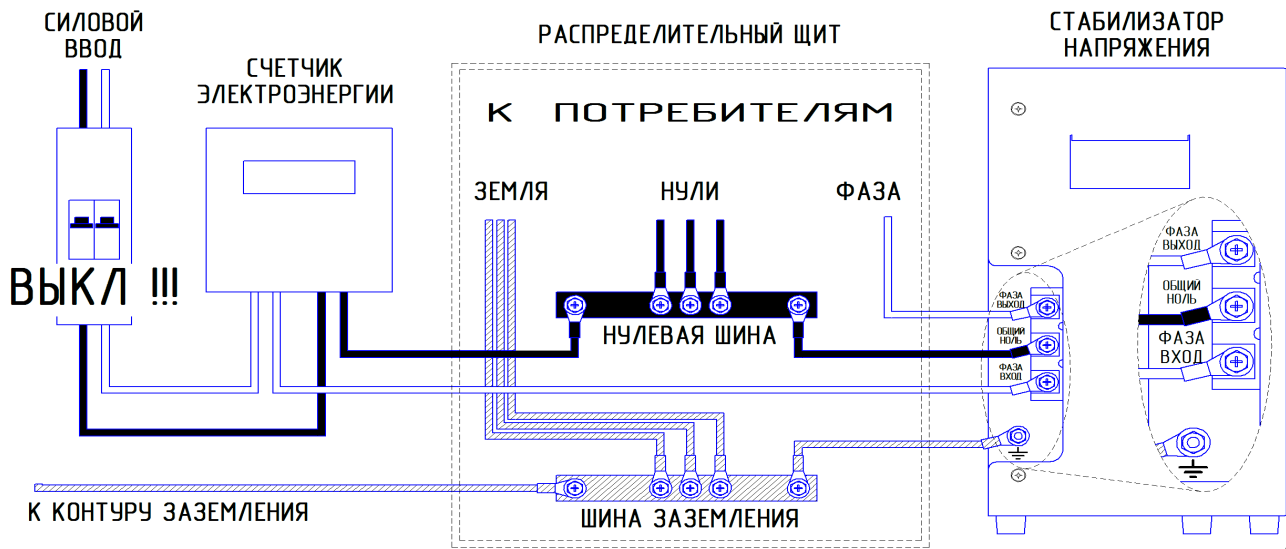 СИЛОВОЙ
ВВОД
СЧЕТЧИК
ЭЛЕКТРОЭНЕРГИИ
РАСПРЕДЕЛИТЕЛЬНЫЙ ЩИТ
СТАБИЛИЗАТОР
НАПРЯЖЕНИЯ
К ПОТРЕБИТЕЛЯМ
ЗЕМЛЯ
НУЛИ
ФАЗА
ВЫКЛ !!!
НУЛЕВАЯ ШИНА
ФАЗА
ВЫХОД
ОБЩИЙ
НОЛЬ
ФАЗА
ВХОД
ФАЗА
ВЫХОД
ОБЩИЙ
НОЛЬ
ФАЗА
ВХОД
К КОНТУРУ ЗАЗЕМЛЕНИЯ
ШИНА ЗАЗЕМЛЕНИЯ